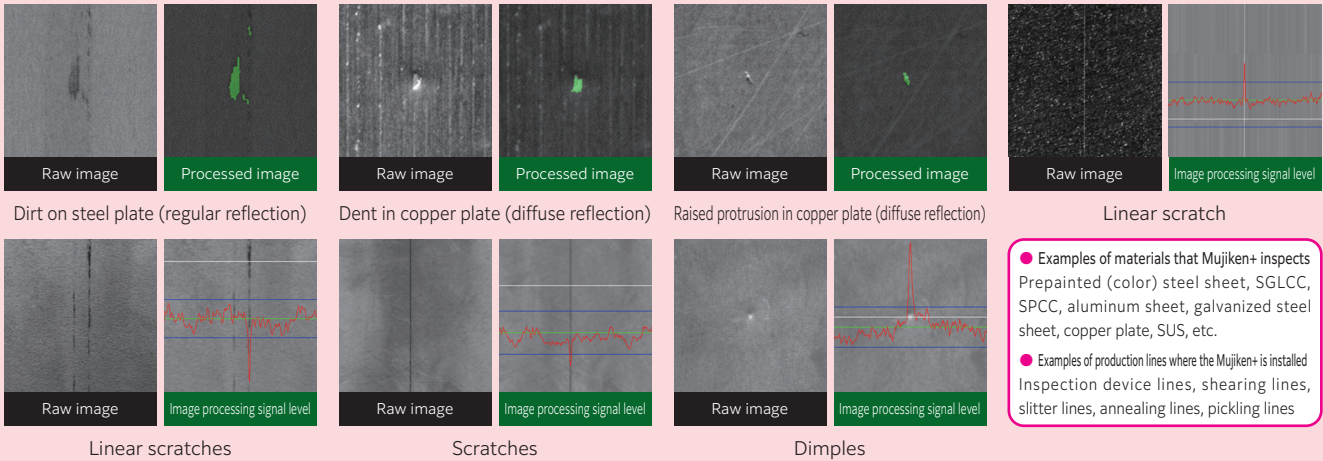 Raw image
Processed image
Dirt on steel plate (regular reflection)
Raw image
Processed image
Dent in copper plate (diffuse reflection)
Raw image
Processed image
Raised protrusion in copper plate (diffuse reflection)
Raw image
Image processing signal level
Linear scratch
Raw image
Image processing signal level
Linear scratches
Raw image
Image processing signal level
Scratches
Raw image
Image processing signal level
Dimples
● Examples of materials that Mujiken+ inspects
Prepainted (color) steel sheet, SGLCC,
SPCC, aluminum sheet, galvanized steel
sheet, copper plate, SUS, etc.
● Examples of production lines where the Mujiken+ is installed
Inspection device lines, shearing lines,
slitter lines, annealing lines, pickling lines